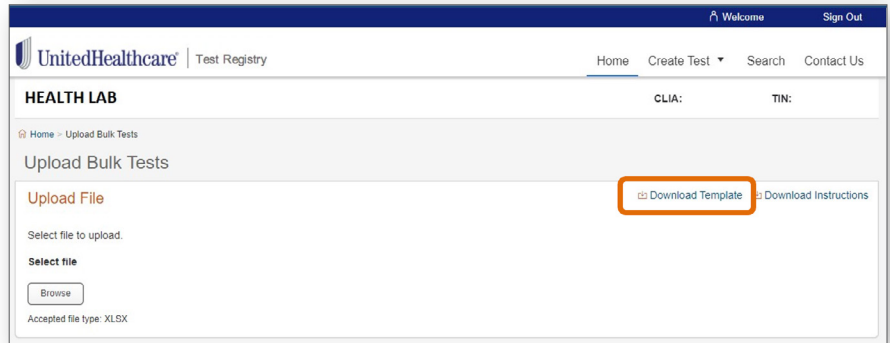 Welcome Sign Out
UnitedHealthcare® Test Registry
Home Create Test Search Contact Us
HEALTH LAB CLIA: TIN:
Home > Upload Bulk Tests
Upload Bulk Tests
Upload File Download Template Download Instructions
Select file to upload.
Select file
Browse
Accepted file type: XLSX